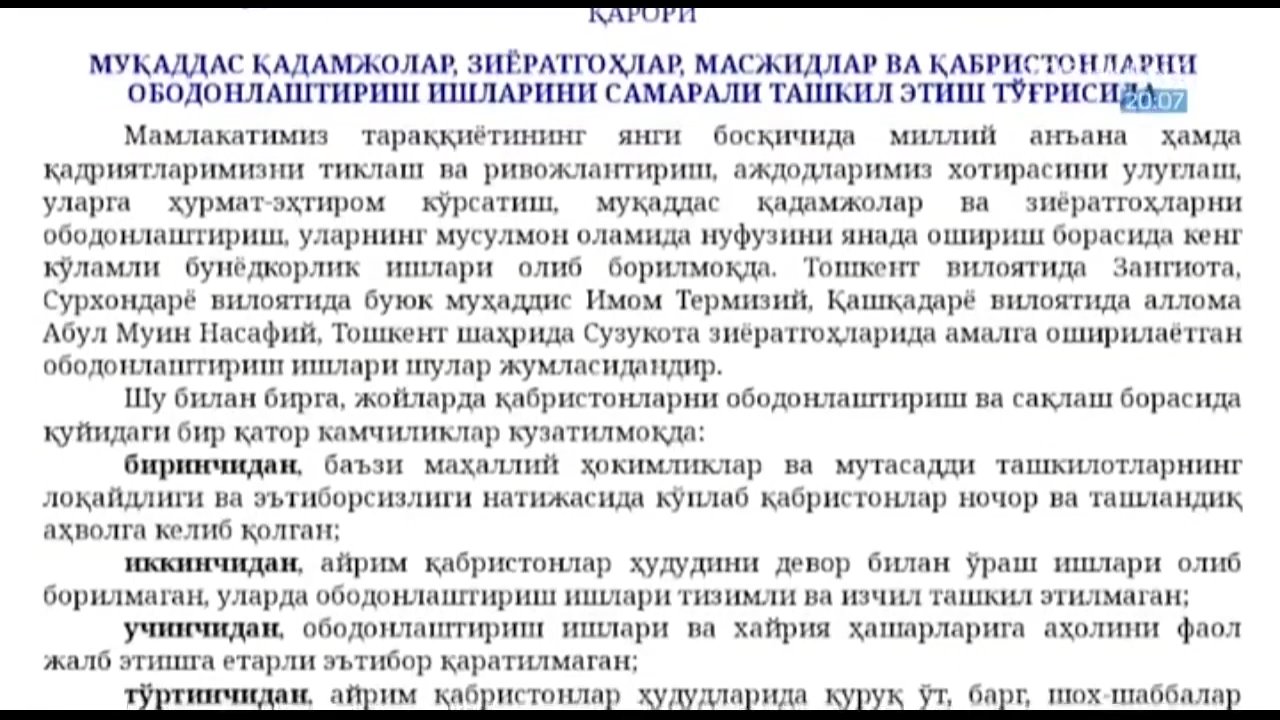 ҚАРОРИ
МУҚАДДАС ҚАДАМЖОЛАР, ЗИЁРАТГОҲЛАР, МАСЖИДЛАР ВА ҚАБРИСТОНЛАРНИ
ОБОДОНЛАШТИРИШ ИШЛАРИНИ САМАРАЛИ ТАШКИЛ ЭТИШ ТЎҒРИСИДА
20:07
Мамлакатимиз тараққиётининг янги босқичида миллий анъана ҳамда
қадриятларимизни тиклаш ва ривожлантириш, аждодларимиз хотирасини улуғлаш,
уларга ҳурмат-эҳтиром кўрсатиш, муқаддас қадамжолар ва зиёратгоҳларни
ободонлаштириш, уларнинг мусулмон оламида нуфузини янада ошириш борасида кенг
кўламли бунёдкорлик ишлари олиб борилмоқда. Тошкент вилоятида Зангиота,
Сурхондарё вилоятида буюк муҳаддис Имом Термизий, Қашқадарё вилоятида аллома
Абул Муин Насафий, Тошкент шаҳрида Сузукота зиёратгоҳларида амалга оширилаётган
ободонлаштириш ишлари шулар жумласидандир.
Шу билан бирга, жойларда қабристонларни ободонлаштириш ва сақлаш борасида
қуйидаги бир қатор камчиликлар кузатилмоқда:
биринчидан, баъзи маҳаллий ҳокимликлар ва мутасадди ташкилотларнинг
лоқайдлиги ва эътиборсизлиги натижасида кўплаб қабристонлар ночор ва ташландиқ
аҳволга келиб қолган;
иккинчидан, айрим қабристонлар ҳудудини девор билан ўраш ишлари олиб
борилмаган, уларда ободонлаштириш ишлари тизимли ва изчил ташкил этилмаган;
учинчидан, ободонлаштириш ишлари ва хайрия ҳашарларига аҳолини фаол
жалб этишга етарли эътибор қаратилмаган;
тўртинчидан, айрим қабристонлар ҳудудларида қуруқ ўт, барг, шох-шаббалар